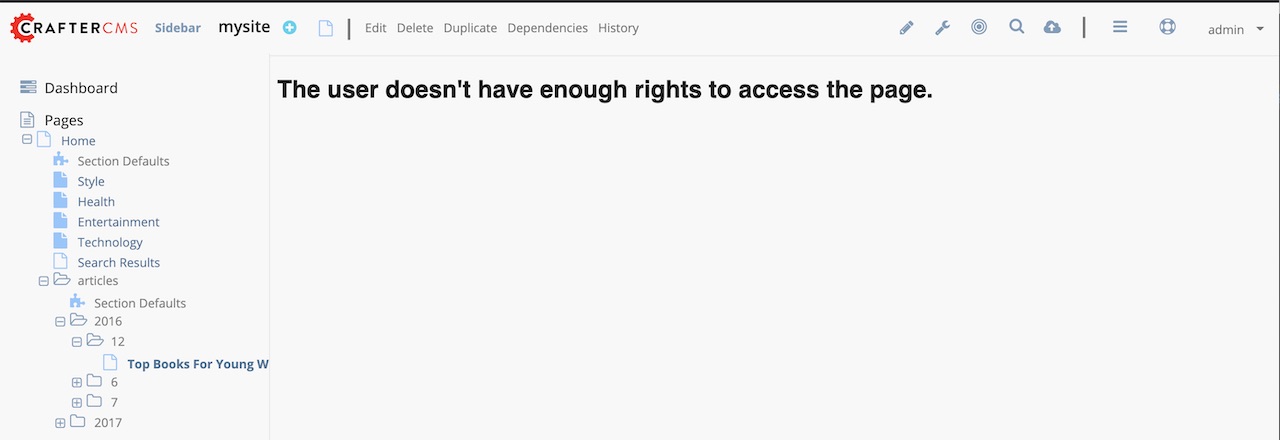 CRAFTERCMS Sidebar mysite Edit Delete Duplicate Dependencies History admin
The user doesn't have enough rights to access the page.
Dashboard
Pages
Home
Section Defaults
Style
Health
Entertainment
Technology
Search Results
articles
Section Defaults
2016
12
Top Books For Young W
6
7
2017